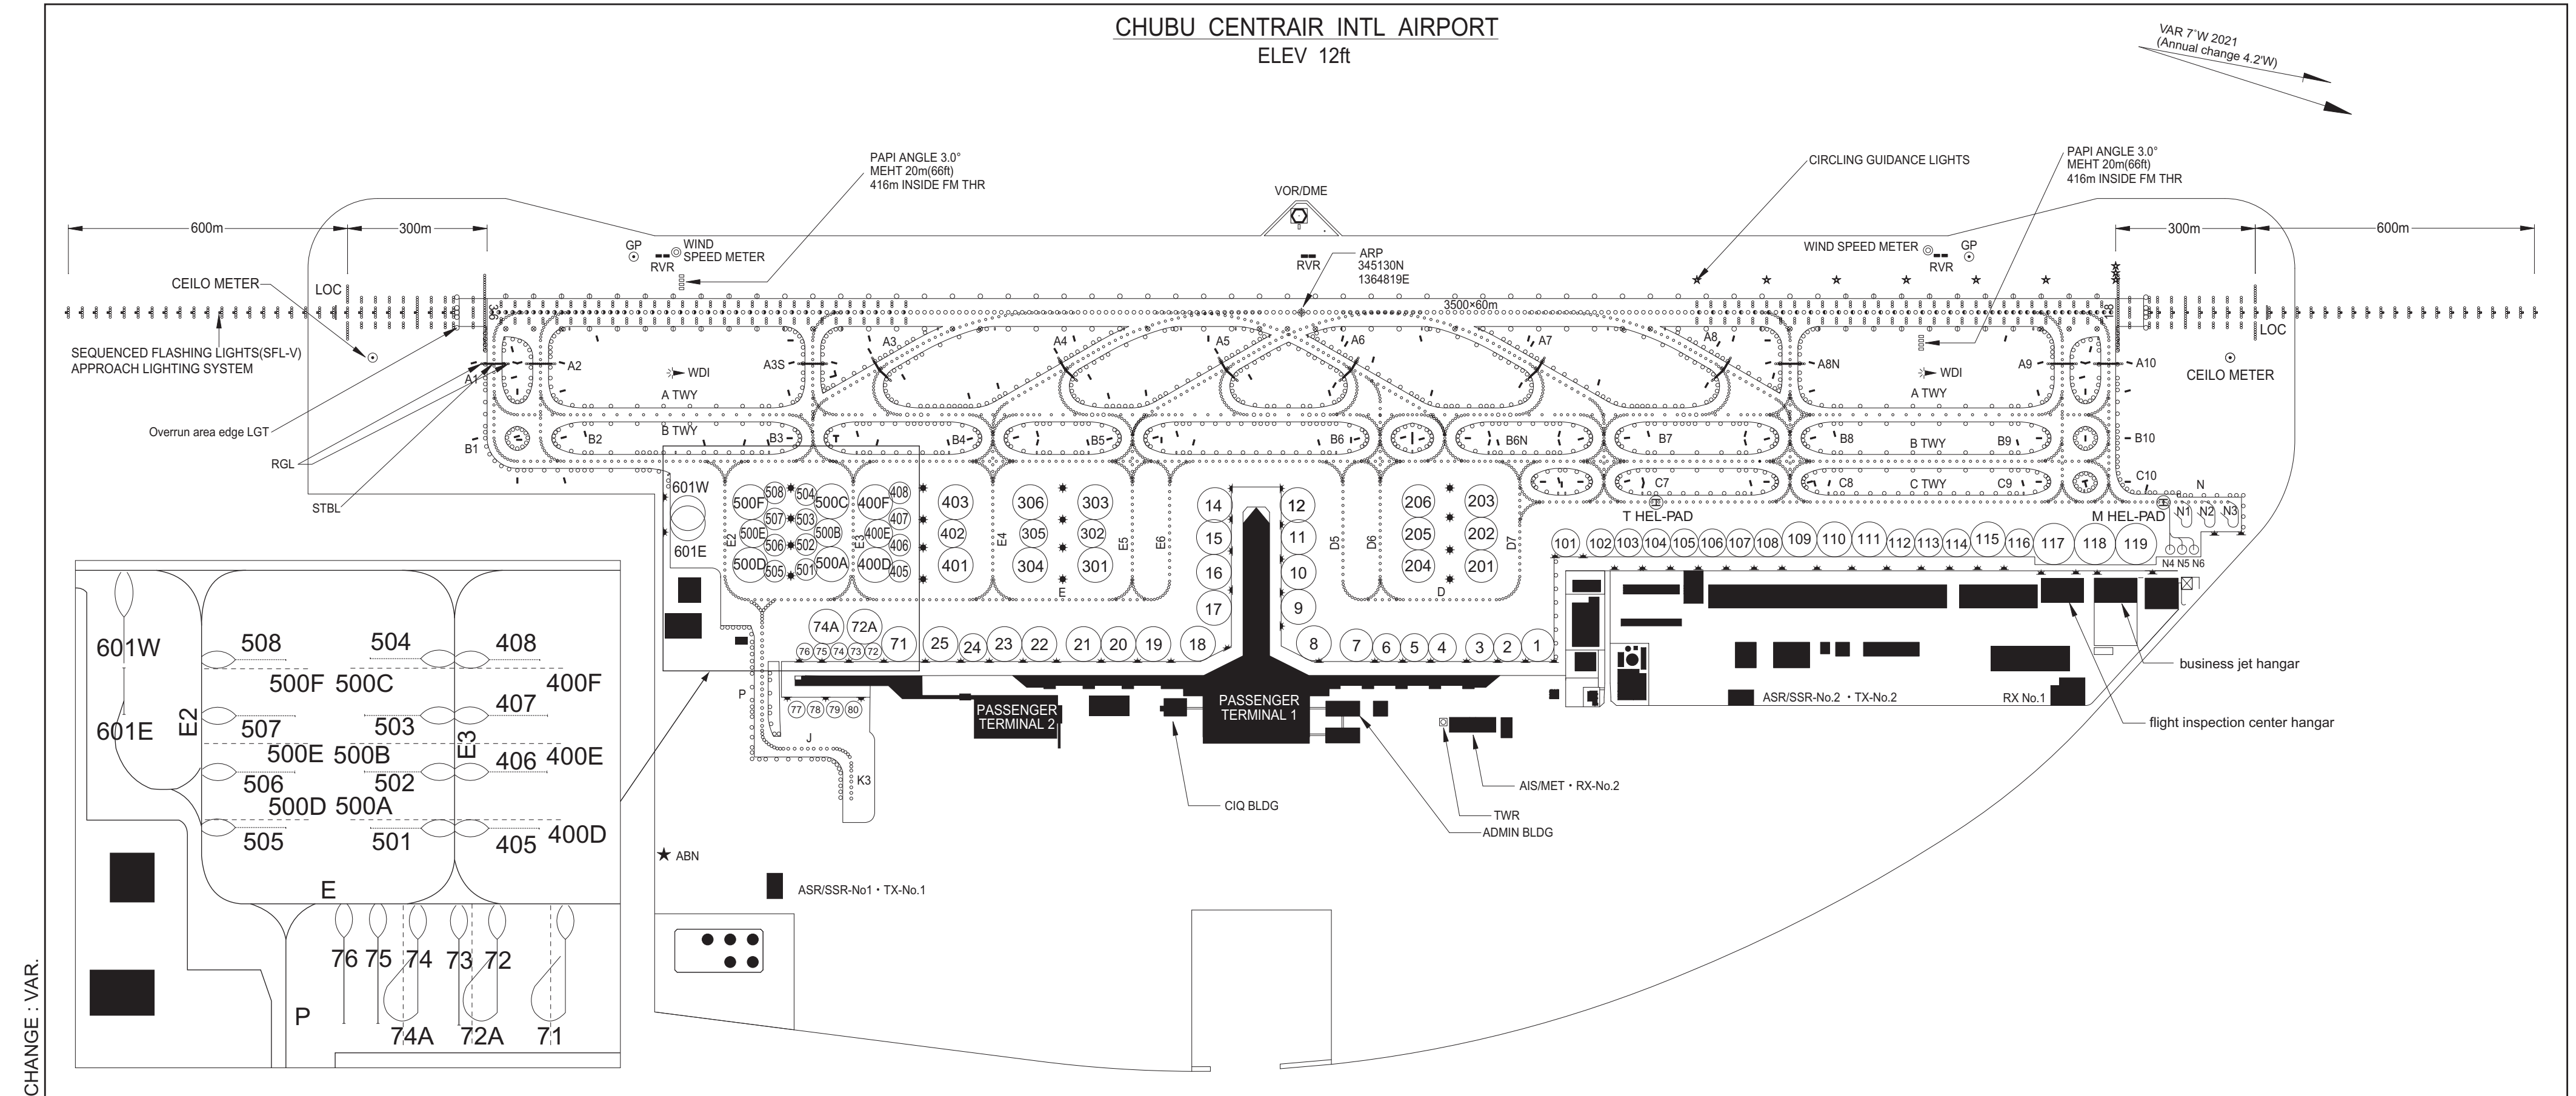 CHUBU CENTRAIR INTL AIRPORT
ELEV 12ft
VAR 7°W 2021
(Annual change 4.2'W)
PAPI ANGLE 3.0°
MEHT 20m(66ft)
416m INSIDE FM THR
VOR/DME
CIRCLING GUIDANCE LIGHTS
PAPI ANGLE 3.0°
MEHT 20m(66ft)
416m INSIDE FM THR
600m
300m
300m
600m
GP
WIND
SPEED METER
RVR
RVR
ARP
345130N
1364819E
WIND SPEED METER
GP
RVR
CEILO METER
LOC
36
3500×60m
18
LOC
SEQUENCED FLASHING LIGHTS(SFL-V)
APPROACH LIGHTING SYSTEM
A1
A2
A3S
A3
A4
A5
A6
A7
A8
A8N
A9
A10
WDI
WDI
CEILO METER
A TWY
A TWY
Overrun area edge LGT
B TWY
B1
B2
B3
B4
B5
B6
B6N
B7
B8
B TWY
B9
B10
RGL
STBL
C7
C8
C TWY
C9
C10
N
601W
601E
500F
508
504
500C
400F
408
403
306
303
14
12
206
203
T HEL-PAD
M HEL-PAD
N1
N2
N3
E2
500E
507
503
500B
E3
400E
407
402
E4
305
302
E5
E6
15
11
D5
D6
205
202
D7
506
502
406
500D
505
501
500A
400D
405
401
304
301
16
10
204
201
101
102
103
104
105
106
107
108
109
110
111
112
113
114
115
116
117
118
119
N4
N5
N6
E
D
17
9
74A
72A
76
75
74
73
72
71
25
24
23
22
21
20
19
18
8
7
6
5
4
3
2
1
P
77
78
79
80
J
K3
PASSENGER
TERMINAL 2
PASSENGER
TERMINAL 1
ASR/SSR-No.2・TX-No.2
RX No.1
business jet hangar
flight inspection center hangar
AIS/MET・RX-No.2
CIQ BLDG
TWR
ADMIN BLDG
ABN
ASR/SSR-No1・TX-No.1
601W
601E
E2
508
504
408
500F
500C
400F
507
503
407
E3
500E
500B
400E
506
502
406
500D
500A
505
501
405
400D
E
76
75
74
73
72
P
74A
72A
71
CHANGE : VAR.